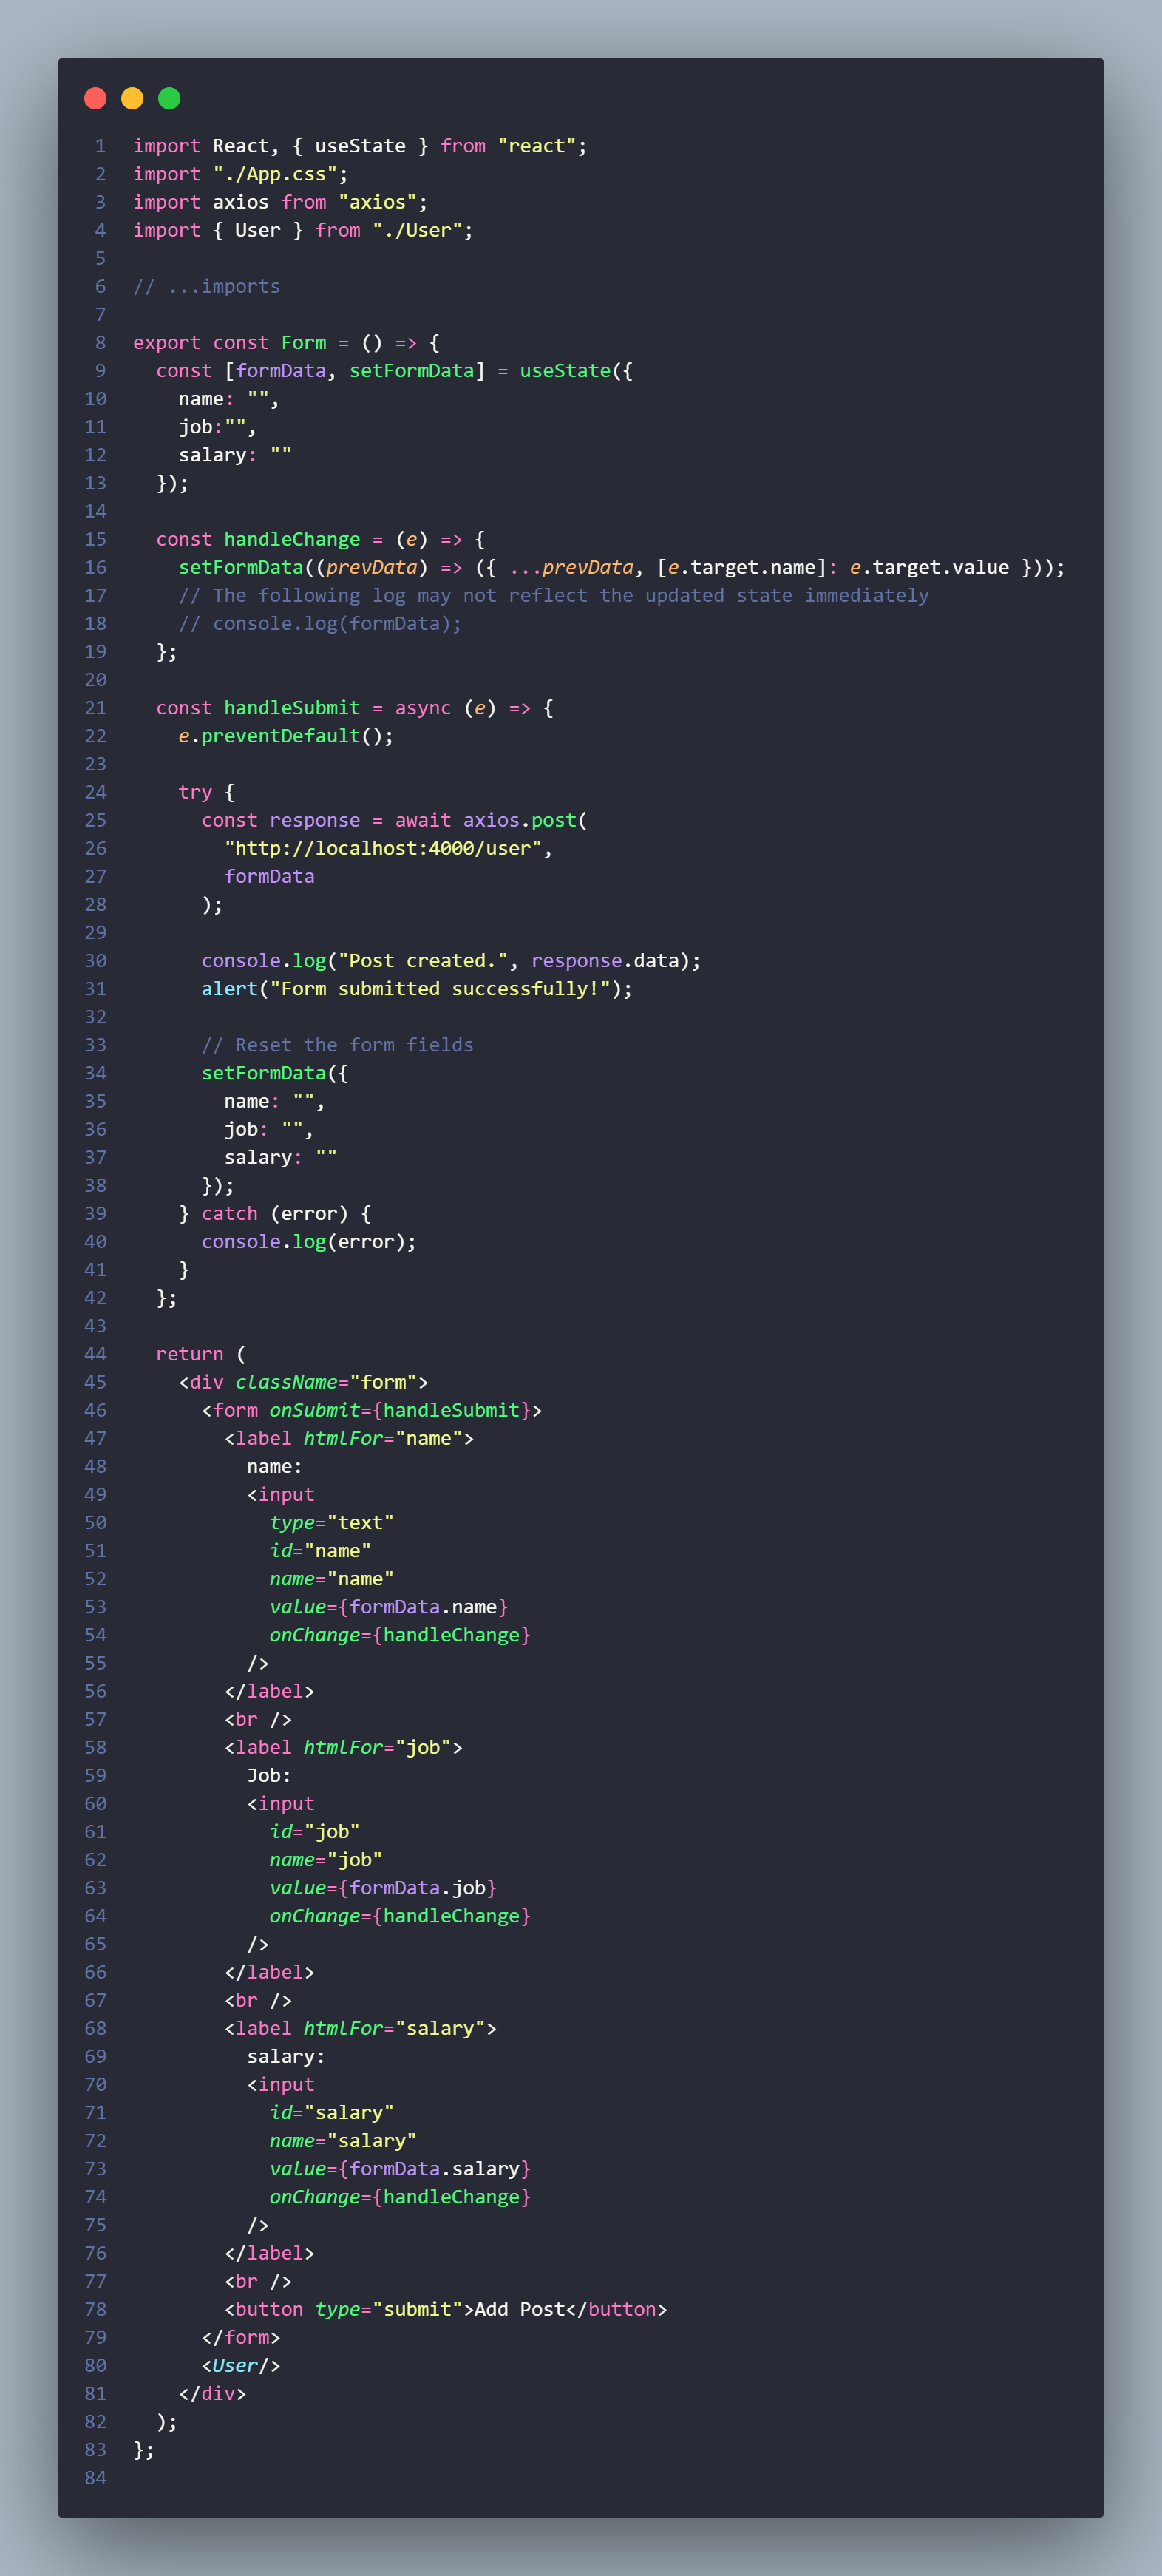 1 import React, { useState } from "react";
2 import "./App.css";
3 import axios from "axios";
4 import { User } from "./User";
5
6 // ...imports
7
8 export const Form = () => {
9   const [formData, setFormData] = useState({
10     name: "",
11     job:"",
12     salary: ""
13   });
14
15   const handleChange = (e) => {
16     setFormData((prevData) => ({ ...prevData, [e.target.name]: e.target.value }));
17     // The following log may not reflect the updated state immediately
18     // console.log(formData);
19   };
20
21   const handleSubmit = async (e) => {
22     e.preventDefault();
23
24     try {
25       const response = await axios.post(
26         "http://localhost:4000/user",
27         formData
28       );
29
30       console.log("Post created.", response.data);
31       alert("Form submitted successfully!");
32
33       // Reset the form fields
34       setFormData({
35         name: "",
36         job: "",
37         salary: ""
38       });
39     } catch (error) {
40       console.log(error);
41     }
42   };
43
44   return (
45     <div className="form">
46       <form onSubmit={handleSubmit}>
47         <label htmlFor="name">
48           name:
49           <input
50             type="text"
51             id="name"
52             name="name"
53             value={formData.name}
54             onChange={handleChange}
55           />
56         </label>
57         <br />
58         <label htmlFor="job">
59           Job:
60           <input
61             id="job"
62             name="job"
63             value={formData.job}
64             onChange={handleChange}
65           />
66         </label>
67         <br />
68         <label htmlFor="salary">
69           salary:
70           <input
71             id="salary"
72             name="salary"
73             value={formData.salary}
74             onChange={handleChange}
75           />
76         </label>
77         <br />
78         <button type="submit">Add Post</button>
79       </form>
80       <User/>
81     </div>
82   );
83 };
84